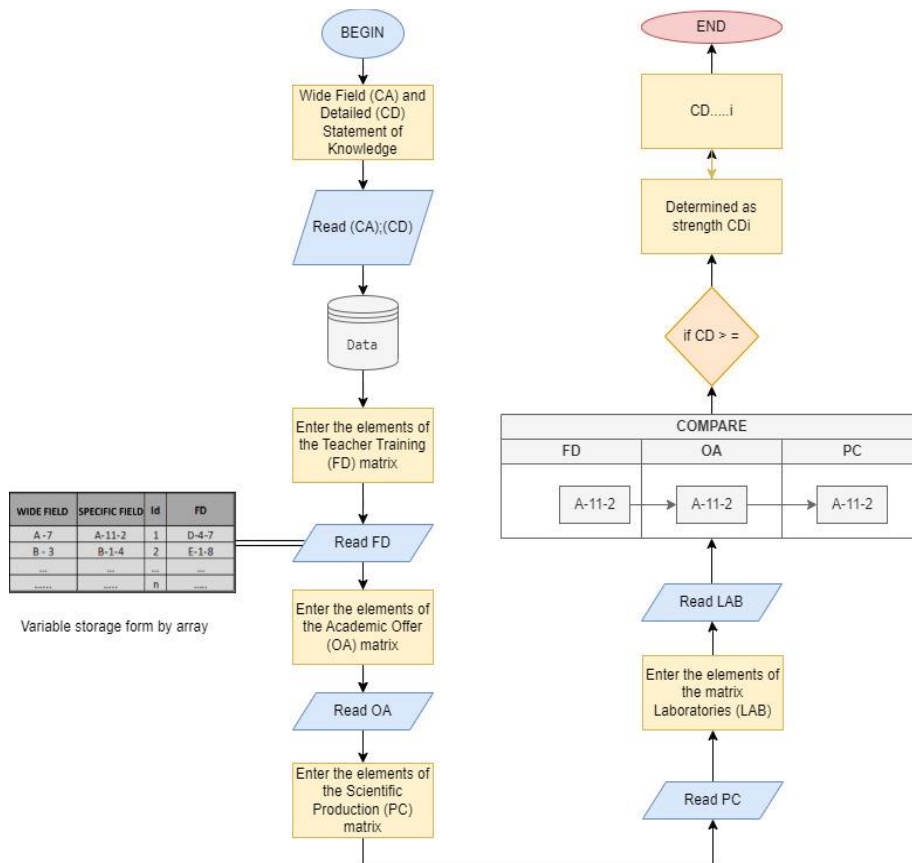 BEGIN
Wide Field (CA) and
Detailed (CD)
Statement of
Knowledge
Read (CA);(CD)
Data
Enter the elements of
the Teacher Training
(FD) matrix
WIDE FIELD SPECIFIC FIELD Id FD
A -7 A-11-2 1 D-4-7
B - 3 B-1-4 2 E-1-8
... ... ... ...
...... ..... n .....
Variable storage form by array
Read FD
Enter the elements of
the Academic Offer
(OA) matrix
Read OA
Enter the elements of
the Scientific
Production (PC)
matrix
Read PC
Enter the elements of
the matrix
Laboratories (LAB)
Read LAB
COMPARE
FD OA PC
A-11-2 A-11-2 A-11-2
if CD > =
Determined as
strength CDi
CD.....i
END